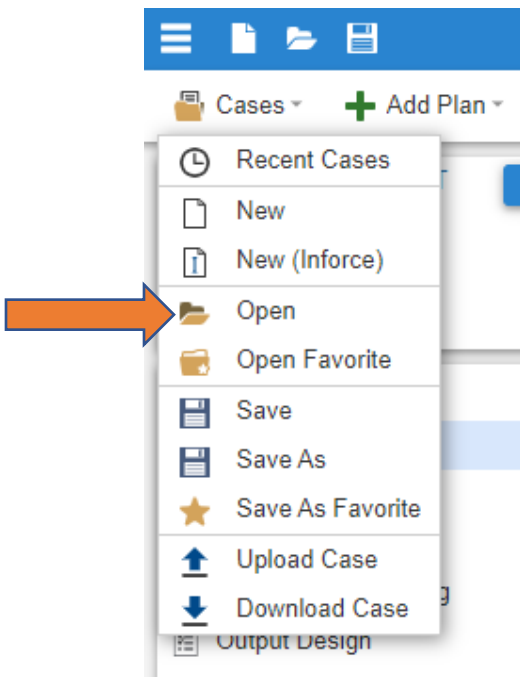 Cases Add Plan
Recent Cases
New
New (Inforce)
Open
Open Favorite
Save
Save As
Save As Favorite
Upload Case
Download Case
Output Design